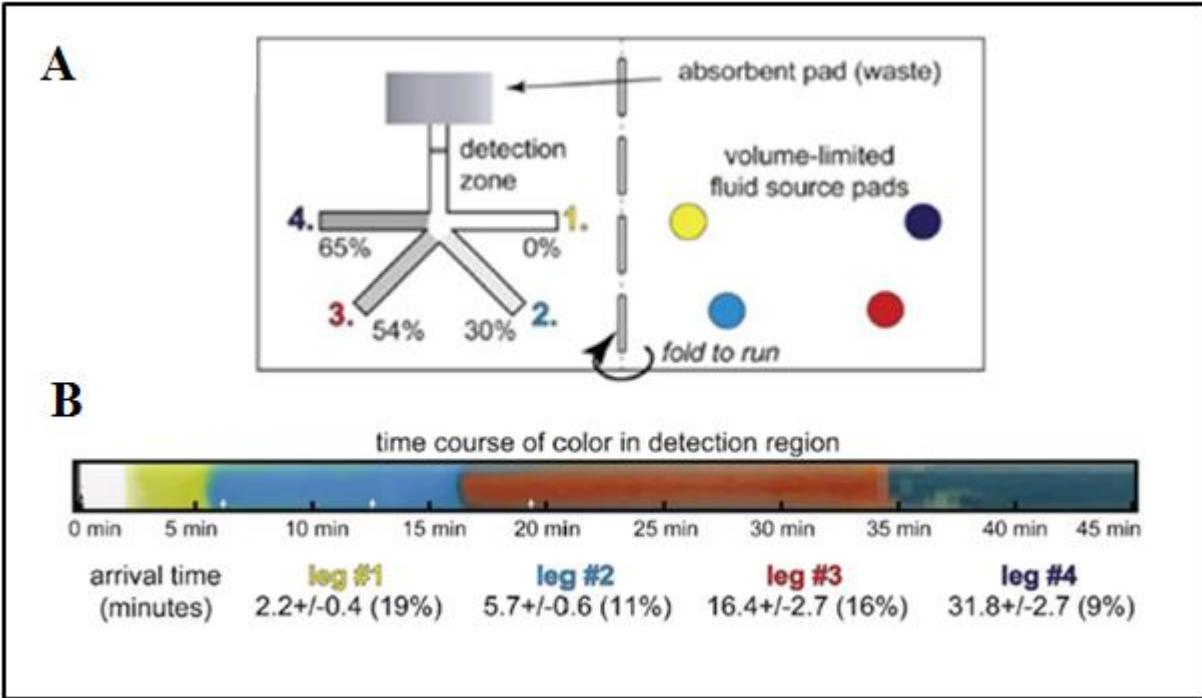 A
absorbent pad (waste)
detection
zone
volume-limited
fluid source pads
4.
1.
65%
0%
3.
54%
30%
2.
fold to run
B
time course of color in detection region
0 min 5 min 10 min 15 min 20 min 25 min 30 min 35 min 40 min 45 min
arrival time leg #1 leg #2 leg #3 leg #4
(minutes) 2.2+/-0.4 (19%) 5.7+/-0.6 (11%) 16.4+/-2.7 (16%) 31.8+/-2.7 (9%)